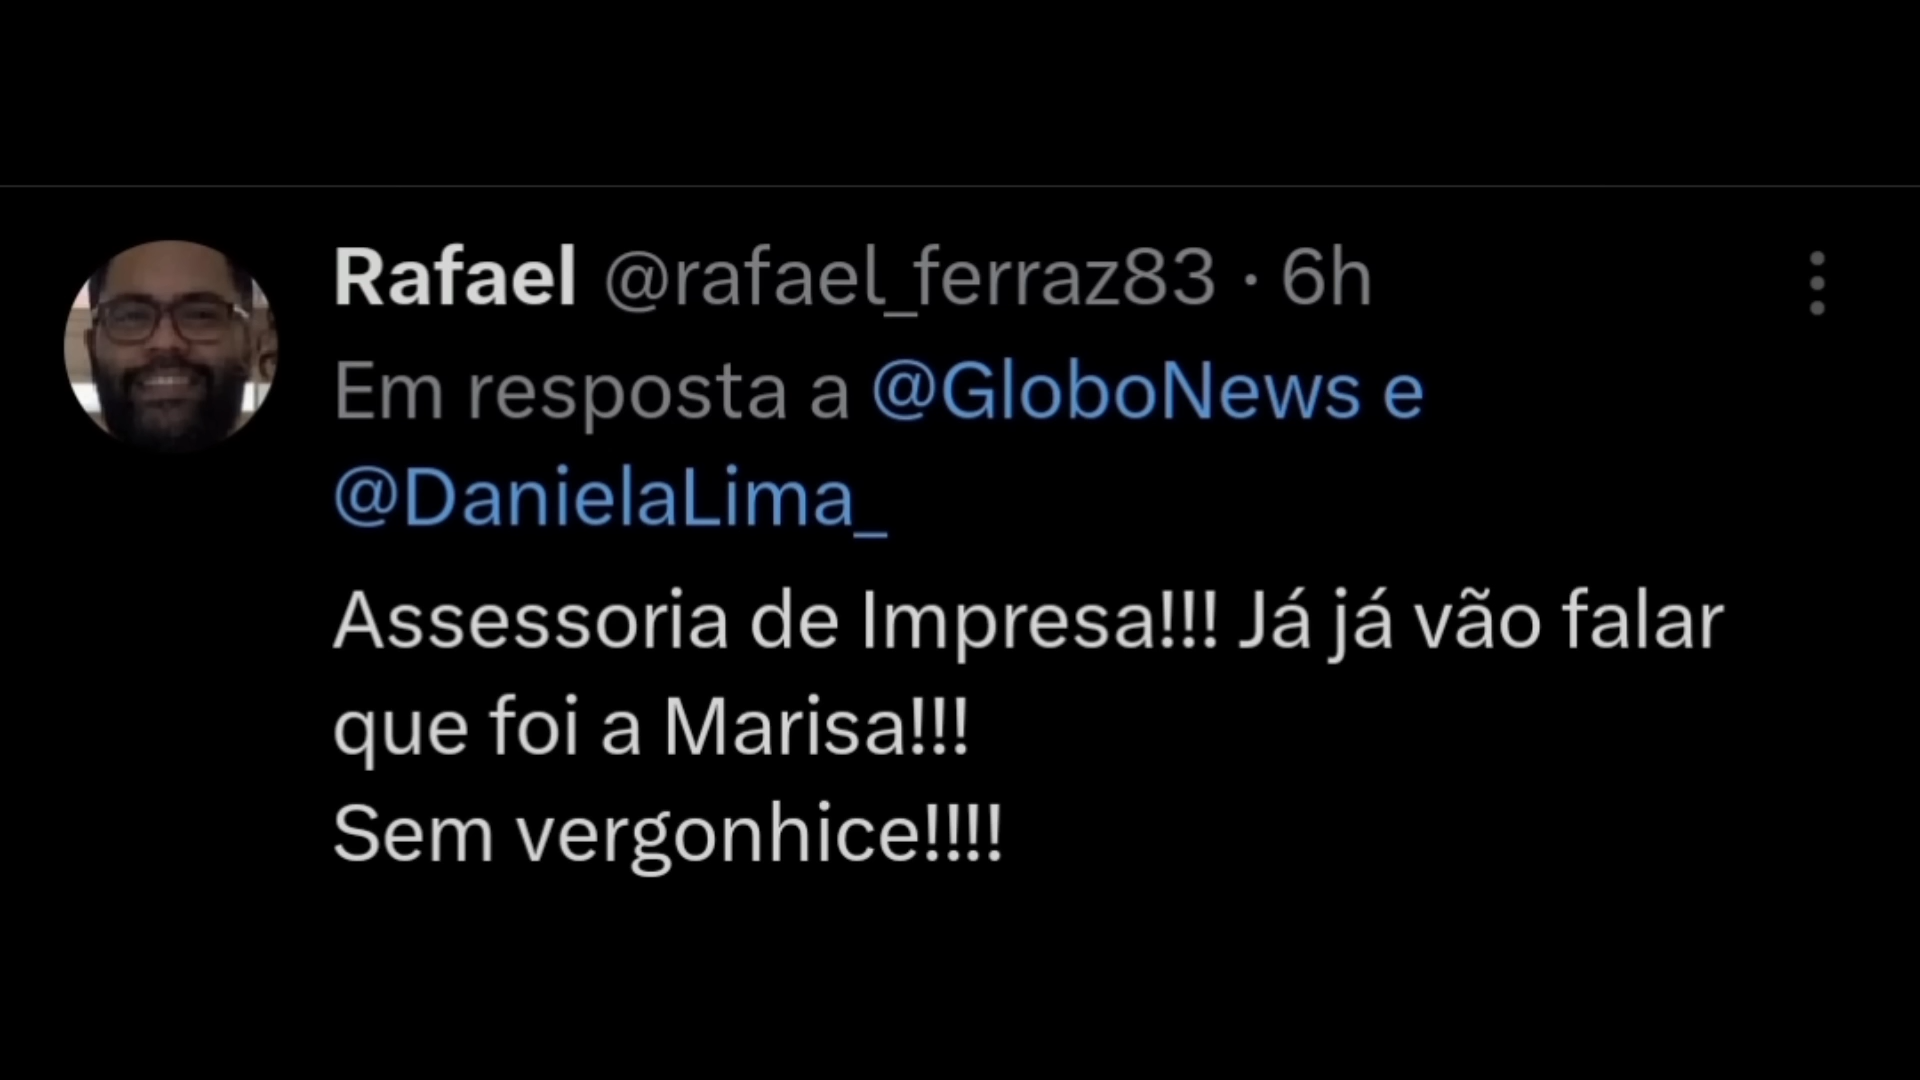 Rafael @rafael_ferraz83 · 6h
Em resposta a @GloboNews e
@DanielaLima_
Assessoria de Impresa!!! Já já vão falar
que foi a Marisa!!!
Sem vergonhice!!!!